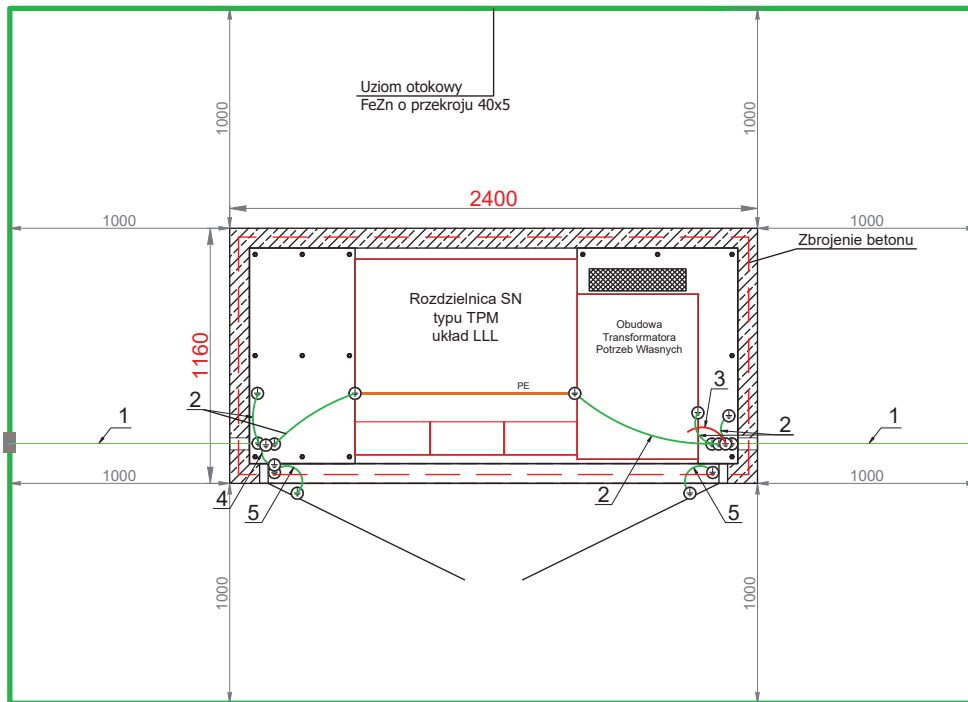 Uziom otokowy
FeZn o przekroju 40x5
1000
1000
2400
1000
1000
Zbrojenie betonu
Rozdzielnica SN
typu TPM
układ LLL
Obudowa
Transformatora
Potrzeb Własnych
1160
PE
3
2
1
2
1
4
5
2
5
1000
1000
1000
1000